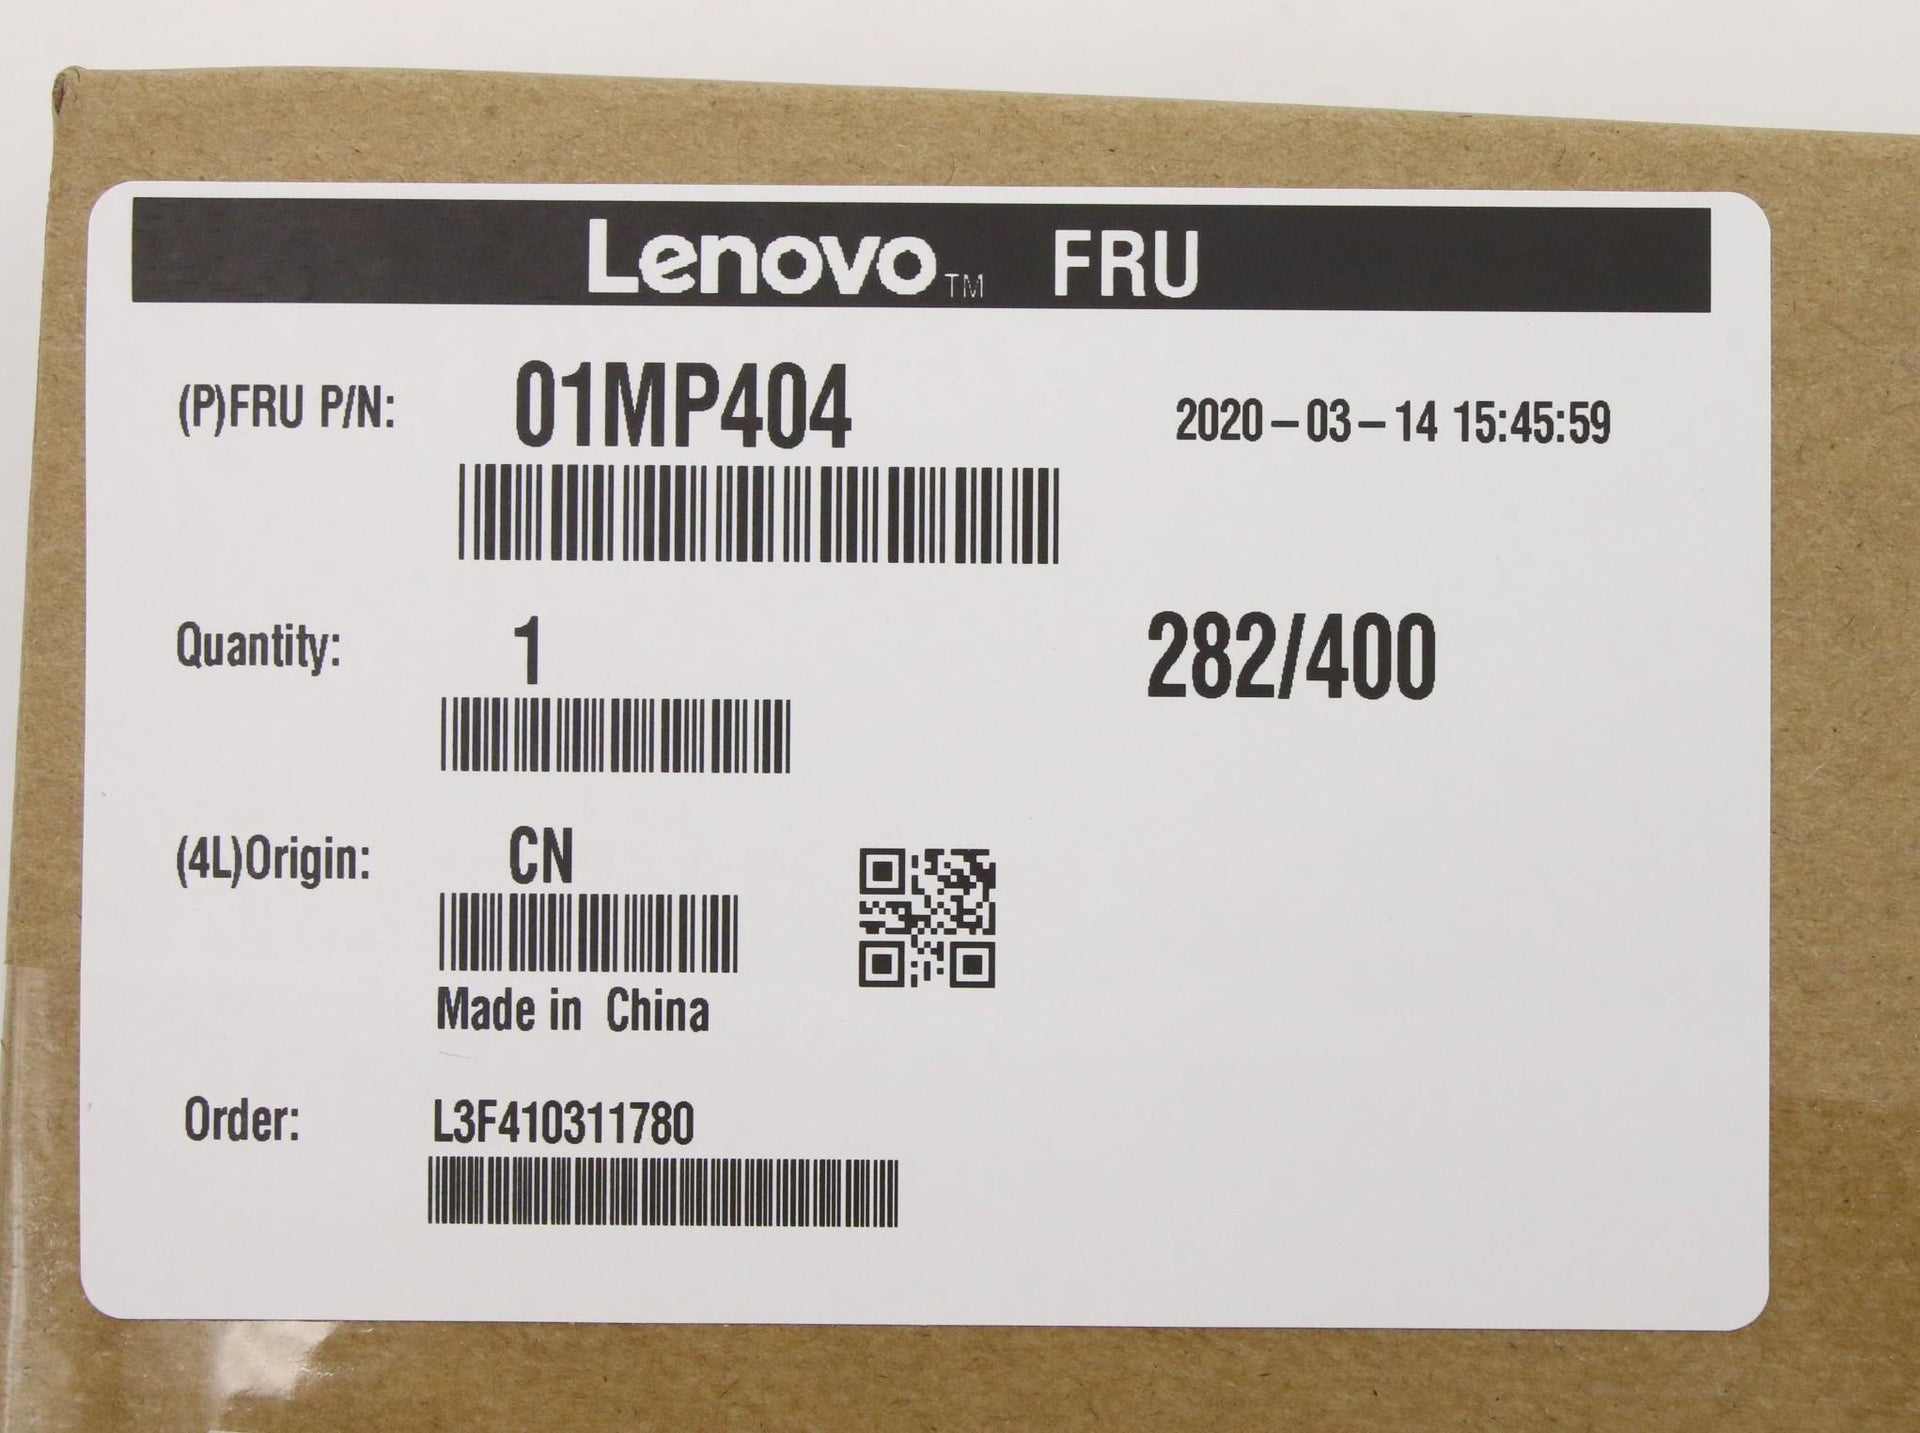 Lenovo™ FRU
(P)FRU P/N: 01MP404 2020-03-14 15:45:59
Quantity: 1 282/400
(4L)Origin: CN
Made in China
Order: L3F410311780